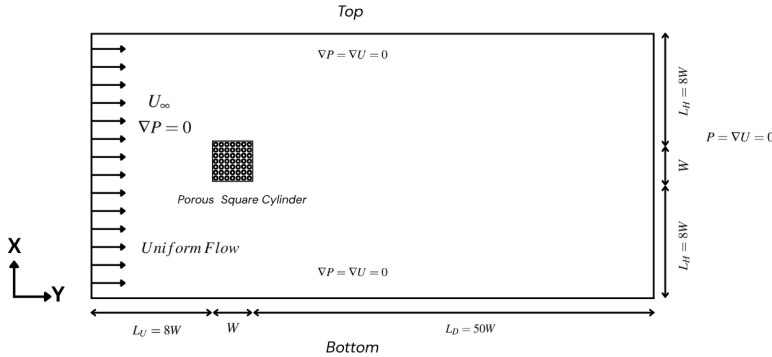 Top
∇P = ∇U = 0
U∞
∇P = 0
Porous Square Cylinder
Uniform Flow
∇P = ∇U = 0
L_H = 8W
W
L_H = 8W
P = ∇U = 0
X
Y
L_U = 8W
W
L_D = 50W
Bottom